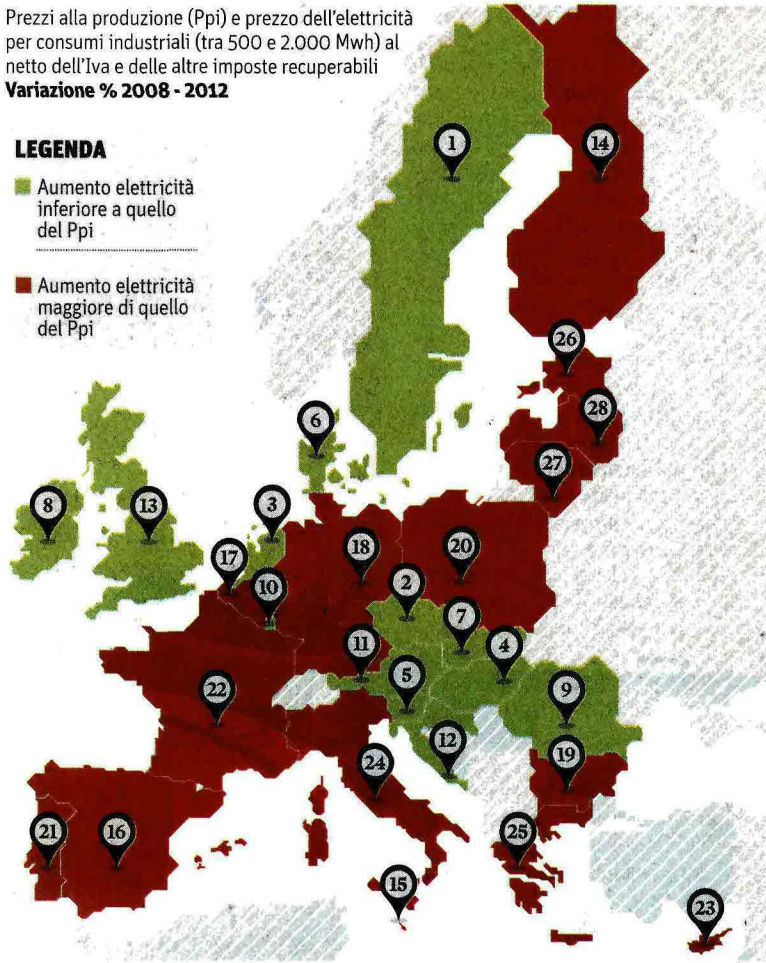 Prezzi alla produzione (Ppi) e prezzo dell'elettricità
per consumi industriali (tra 500 e 2.000 Mwh) al
netto dell'Iva e delle altre imposte recuperabili
Variazione % 2008 - 2012
LEGENDA
Aumento elettricità
inferiore a quello
del Ppi
Aumento elettricità
maggiore di quello
del Ppi
1
14
26
28
6
27
8
13
3
17
18
20
10
2
7
11
4
5
22
9
12
19
24
21
16
25
15
23